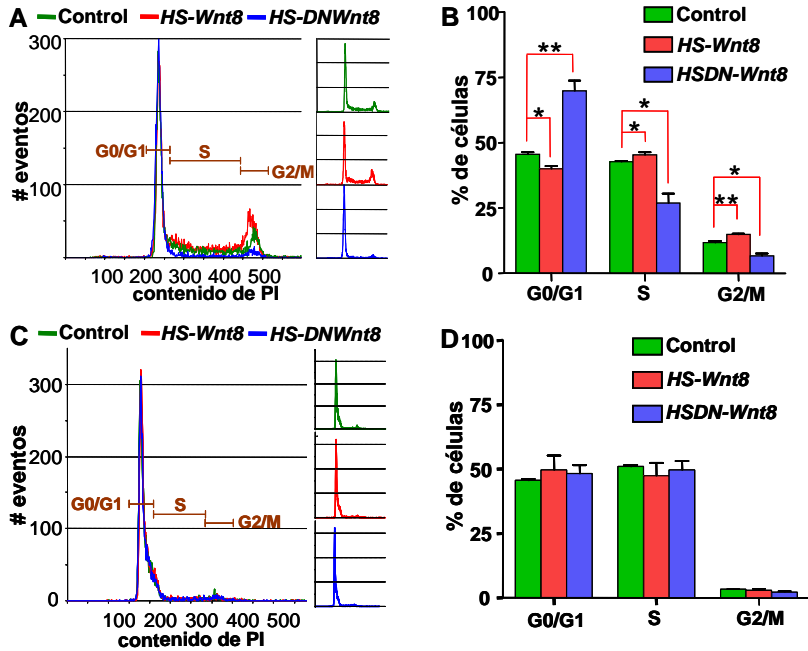 A
Control HS-Wnt8 HS-DNWnt8
300
200
100
0
# eventos
G0/G1
S
G2/M
100 200 300 400 500
contenido de PI
B
Control
HS-Wnt8
HSDN-Wnt8
100
75
50
25
0
% de células
**
*
*
*
*
**
G0/G1 S G2/M
C
Control HS-Wnt8 HS-DNWnt8
300
200
100
0
# eventos
G0/G1
S
G2/M
100 200 300 400 500
contenido de PI
D
Control
HS-Wnt8
HSDN-Wnt8
100
75
50
25
0
% de células
G0/G1 S G2/M